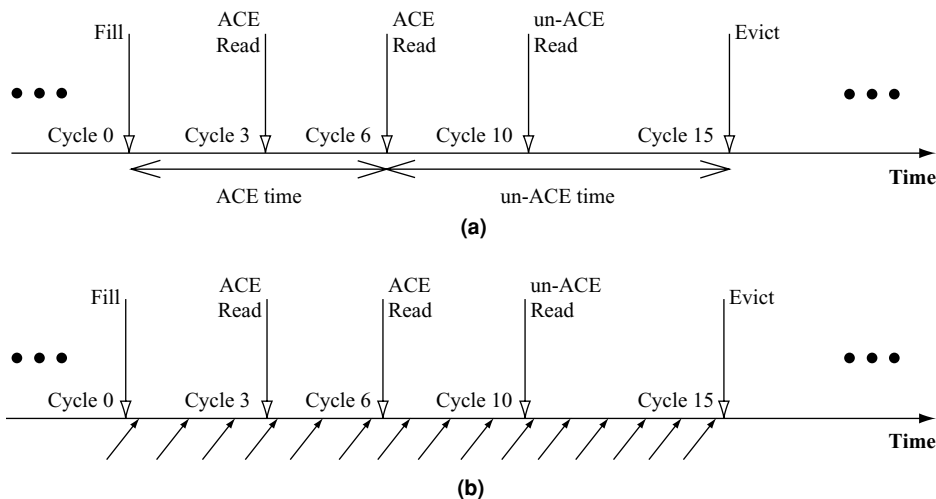 Fill
ACE
Read
ACE
Read
un-ACE
Read
Evict
Cycle 0
Cycle 3
Cycle 6
Cycle 10
Cycle 15
Time
ACE time
un-ACE time
(a)
Fill
ACE
Read
ACE
Read
un-ACE
Read
Evict
Cycle 0
Cycle 3
Cycle 6
Cycle 10
Cycle 15
Time
(b)